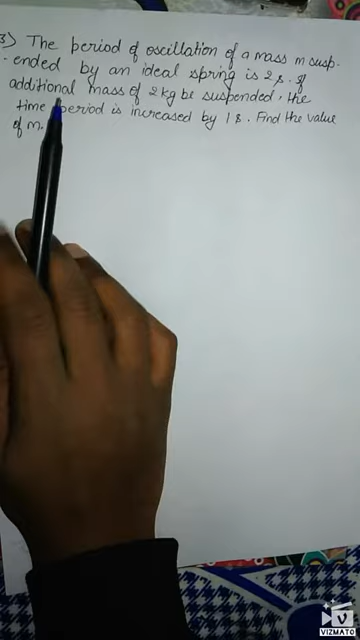 3) The period of oscillation of a mass m susp-
ended by an ideal spring is 2 s. If
additional mass of 2 kg be suspended, the
time period is increased by 1 s. Find the value
of m.
VIZMATO